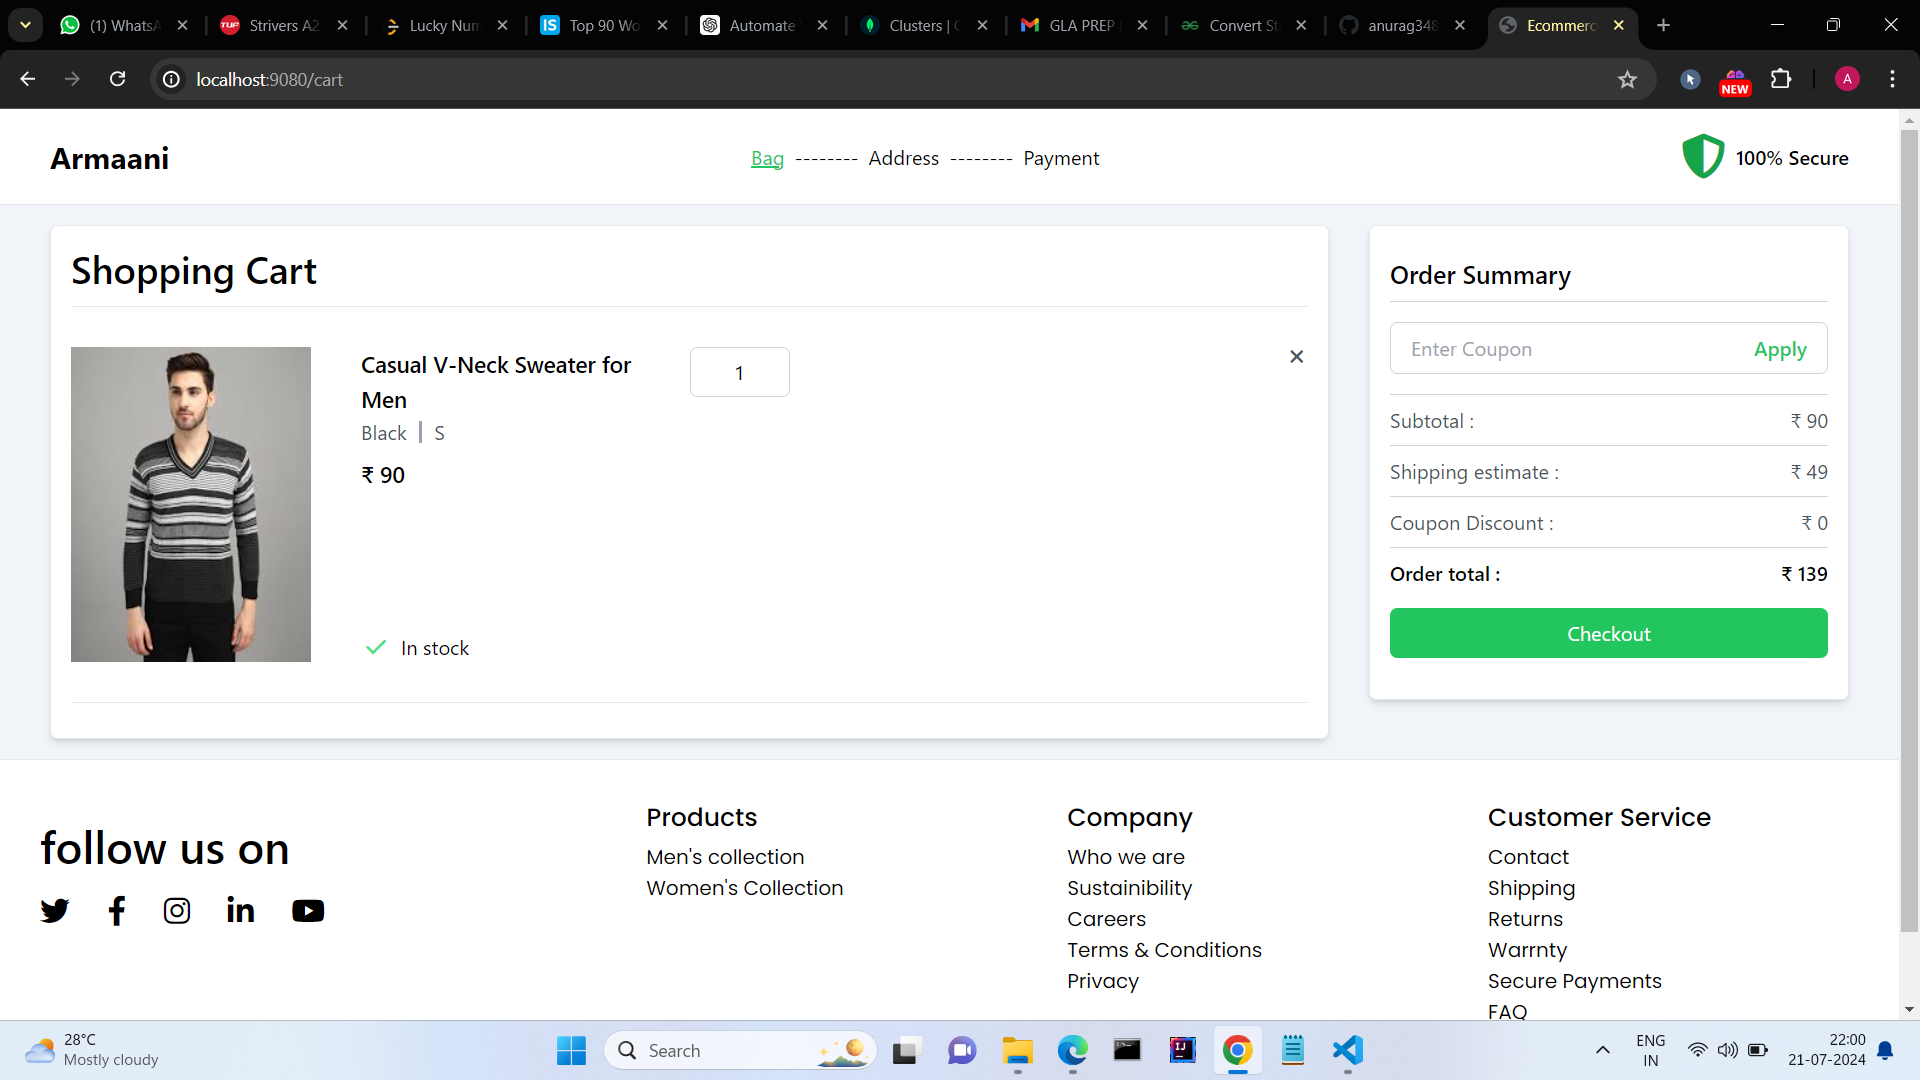 (1) WhatsA
TUF Strivers A2
Lucky Num
IS Top 90 Wo
Automate
Clusters | C
GLA PREP
Convert St
anurag348
Ecommerc
localhost:9080/cart
NEW
A
Armaani
Bag -------- Address -------- Payment
100% Secure
Shopping Cart
Casual V-Neck Sweater for
Men
Black | S
₹ 90
1
In stock
Order Summary
Enter Coupon Apply
Subtotal : ₹ 90
Shipping estimate : ₹ 49
Coupon Discount : ₹ 0
Order total : ₹ 139
Checkout
follow us on
Products
Men's collection
Women's Collection
Company
Who we are
Sustainibility
Careers
Terms & Conditions
Privacy
Customer Service
Contact
Shipping
Returns
Warrnty
Secure Payments
FAQ
28°C
Mostly cloudy
Search
IJ
ENG
IN
22:00
21-07-2024